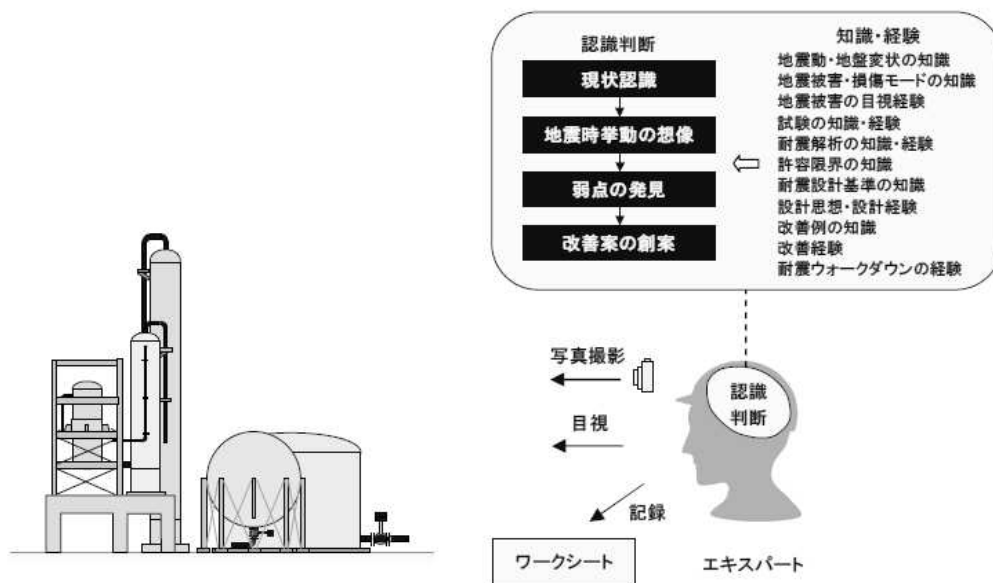 認識判断
現状認識
地震時挙動の想像
弱点の発見
改善案の創案
知識・経験
地震動・地盤変状の知識
地震被害・損傷モードの知識
地震被害の目視経験
試験の知識・経験
耐震解析の知識・経験
許容限界の知識
耐震設計基準の知識
設計思想・設計経験
改善例の知識
改善経験
耐震ウォークダウンの経験
写真撮影
目視
記録
認識
判断
ワークシート
エキスパート